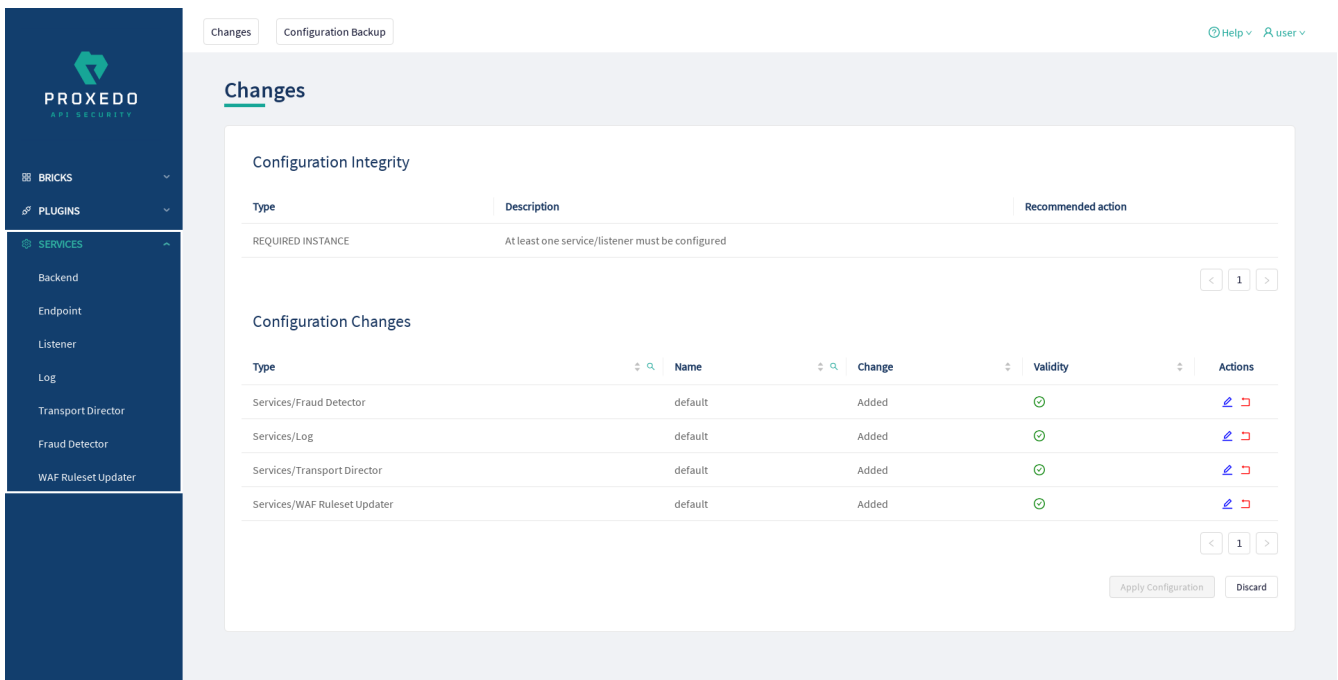 Changes Configuration Backup Help user
PROXEDO
API SECURITY
BRICKS
PLUGINS
SERVICES
Backend
Endpoint
Listener
Log
Transport Director
Fraud Detector
WAF Ruleset Updater
Changes
Configuration Integrity
Type Description Recommended action
REQUIRED INSTANCE At least one service/listener must be configured
< 1 >
Configuration Changes
Type Name Change Validity Actions
Services/Fraud Detector default Added
Services/Log default Added
Services/Transport Director default Added
Services/WAF Ruleset Updater default Added
< 1 >
Apply Configuration Discard